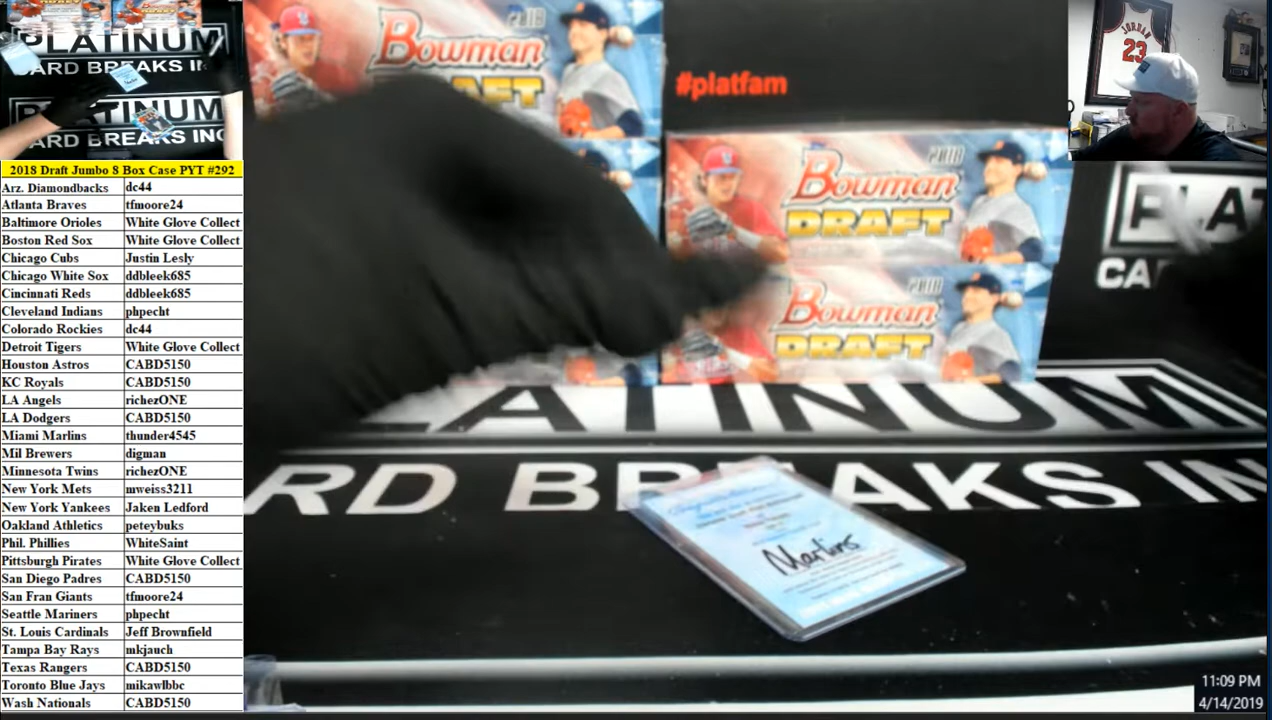 PLATINUM
CARD BREAKS IN
PLATINUM
ARD BREAKS INC
2018 Draft Jumbo 8 Box Case PYT #292
Arz. Diamondbacks dc44
Atlanta Braves tfmoore24
Baltimore Orioles White Glove Collect
Boston Red Sox White Glove Collect
Chicago Cubs Justin Lesly
Chicago White Sox ddbleek685
Cincinnati Reds ddbleek685
Cleveland Indians phpecht
Colorado Rockies dc44
Detroit Tigers White Glove Collect
Houston Astros CABD5150
KC Royals CABD5150
LA Angels richezONE
LA Dodgers CABD5150
Miami Marlins thunder4545
Mil Brewers digman
Minnesota Twins richezONE
New York Mets mweiss3211
New York Yankees Jaken Ledford
Oakland Athletics peteybuks
Phil. Phillies WhiteSaint
Pittsburgh Pirates White Glove Collect
San Diego Padres CABD5150
San Fran Giants tfmoore24
Seattle Mariners phpecht
St. Louis Cardinals Jeff Brownfield
Tampa Bay Rays mkjauch
Texas Rangers CABD5150
Toronto Blue Jays mikawlbbc
Wash Nationals CABD5150
2018
Bowman
AFT
#platfam
2018
Bowman
DRAFT
2018
Bowman
DRAFT
JORDAN
23
PLAT
CA
LATINUM
RD BREAKS IN
Marlins
11:09 PM
4/14/2019